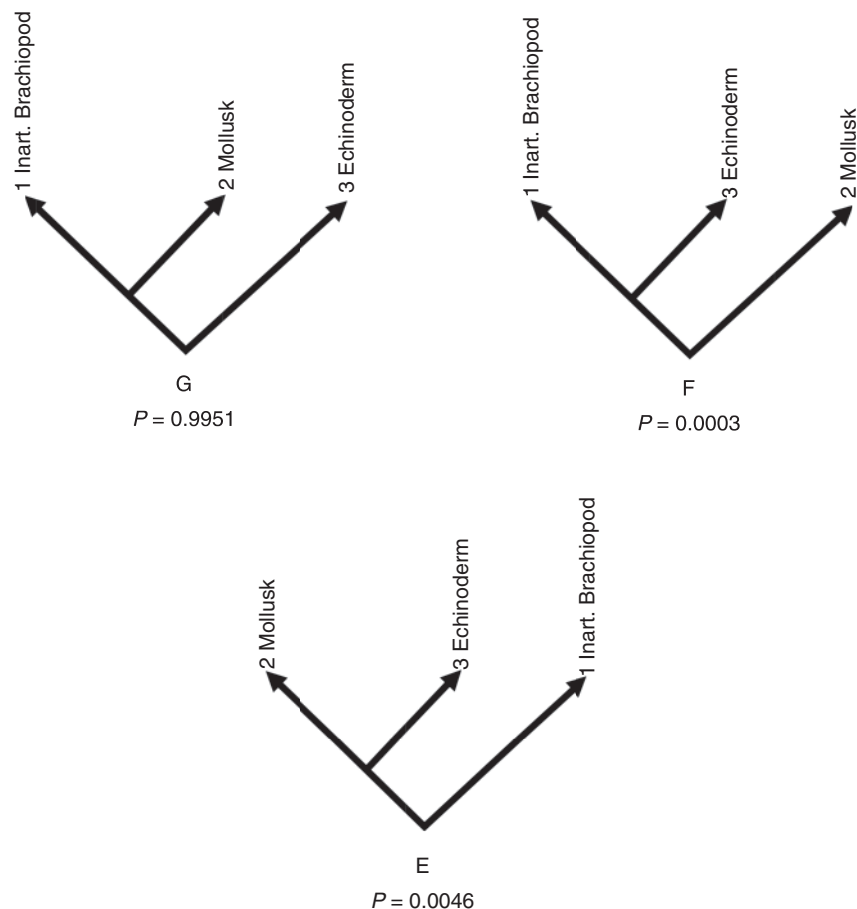 1 Inart. Brachiopod
2 Mollusk
3 Echinoderm
G
P = 0.9951
1 Inart. Brachiopod
3 Echinoderm
2 Mollusk
F
P = 0.0003
2 Mollusk
3 Echinoderm
1 Inart. Brachiopod
E
P = 0.0046